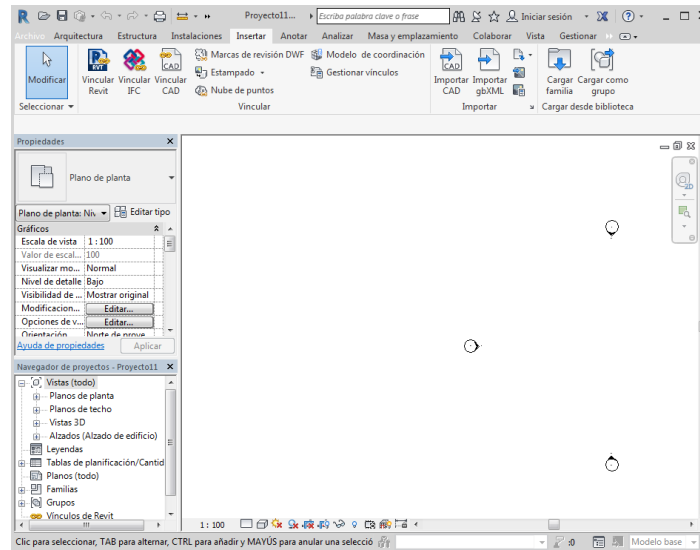 Proyecto11... Escriba palabra clave o frase Iniciar sesión
Archivo Arquitectura Estructura Instalaciones Insertar Anotar Analizar Masa y emplazamiento Colaborar Vista Gestionar
Modificar
Vincular Revit
Vincular IFC
Vincular CAD
Marcas de revisión DWF
Estampado
Nube de puntos
Modelo de coordinación
Gestionar vínculos
Importar CAD
Importar gbXML
Cargar familia
Cargar como grupo
Seleccionar Vincular Importar Cargar desde biblioteca
Propiedades
Plano de planta
Plano de planta: Niv Editar tipo
Gráficos
Escala de vista 1 : 100
Valor de escal... 100
Visualizar mo... Normal
Nivel de detalle Bajo
Visibilidad de ... Mostrar original
Modificacion... Editar...
Opciones de v... Editar...
Orientación Norte de proye
Ayuda de propiedades Aplicar
Navegador de proyectos - Proyecto11
Vistas (todo)
Planos de planta
Planos de techo
Vistas 3D
Alzados (Alzado de edificio)
Leyendas
Tablas de planificación/Cantid
Planos (todo)
Familias
Grupos
Vínculos de Revit
1 : 100
Clic para seleccionar, TAB para alternar, CTRL para añadir y MAYÚS para anular una selecció :0 Modelo base